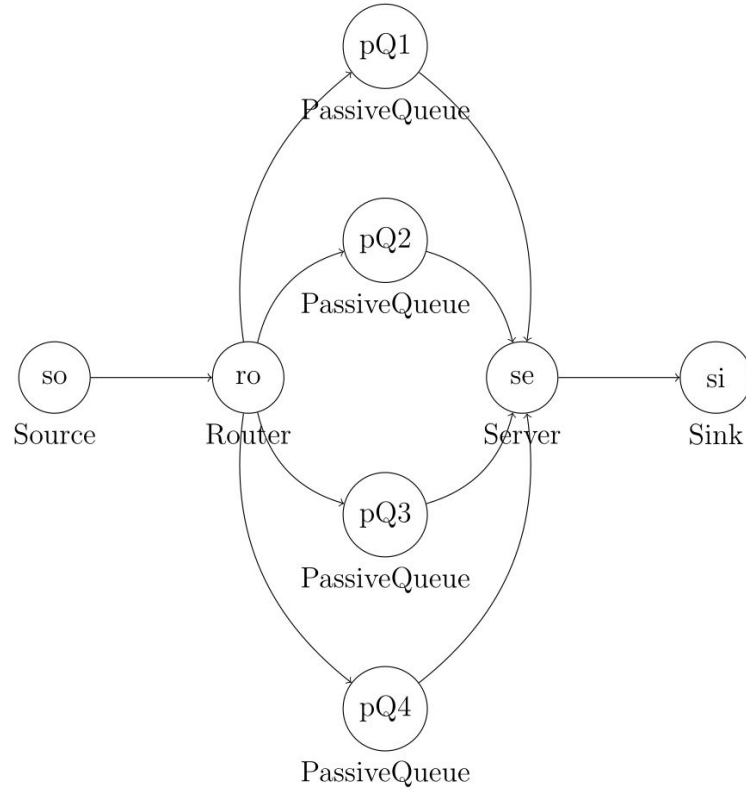 pQ1
PassiveQueue
pQ2
PassiveQueue
so
ro
se
si
Source
Router
Server
Sink
pQ3
PassiveQueue
pQ4
PassiveQueue